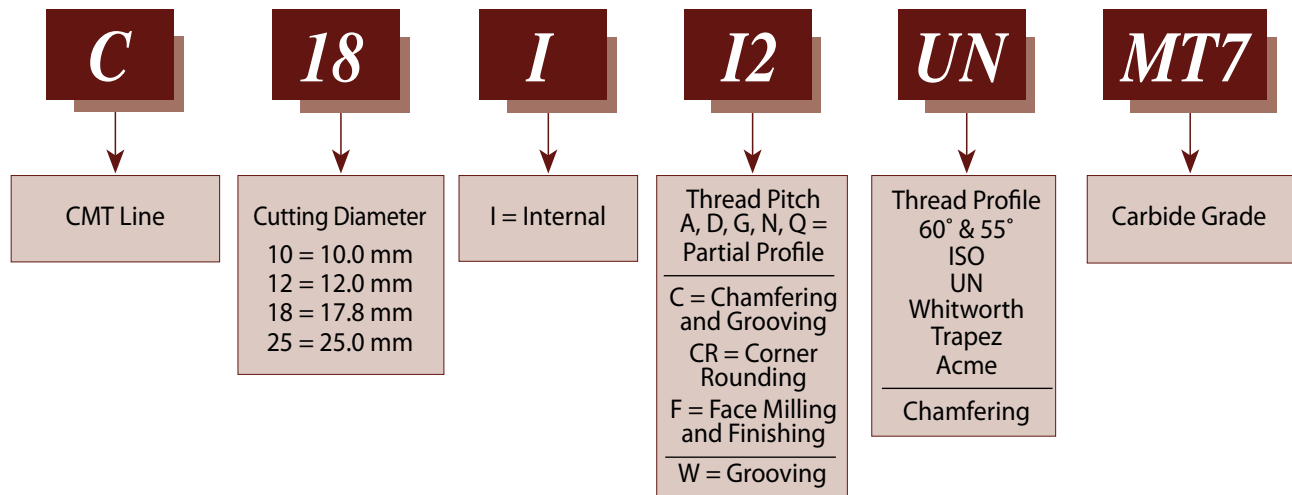 C
18
I
I2
UN
MT7
CMT Line
Cutting Diameter
10 = 10.0 mm
12 = 12.0 mm
18 = 17.8 mm
25 = 25.0 mm
I = Internal
Thread Pitch
A, D, G, N, Q =
Partial Profile
C = Chamfering
and Grooving
CR = Corner
Rounding
F = Face Milling
and Finishing
W = Grooving
Thread Profile
60° & 55°
ISO
UN
Whitworth
Trapez
Acme
Chamfering
Carbide Grade